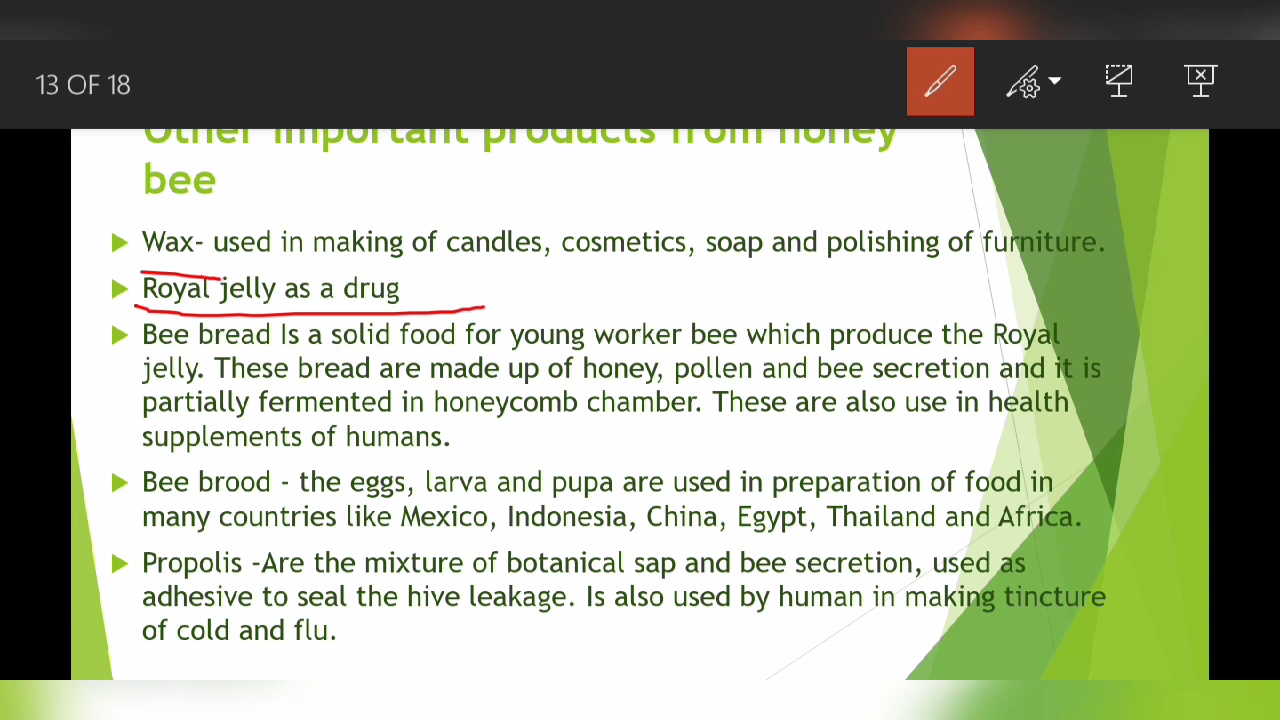 13 OF 18
Other important products from honey
bee
Wax- used in making of candles, cosmetics, soap and polishing of furniture.
Royal jelly as a drug
Bee bread Is a solid food for young worker bee which produce the Royal
jelly. These bread are made up of honey, pollen and bee secretion and it is
partially fermented in honeycomb chamber. These are also use in health
supplements of humans.
Bee brood - the eggs, larva and pupa are used in preparation of food in
many countries like Mexico, Indonesia, China, Egypt, Thailand and Africa.
Propolis -Are the mixture of botanical sap and bee secretion, used as
adhesive to seal the hive leakage. Is also used by human in making tincture
of cold and flu.